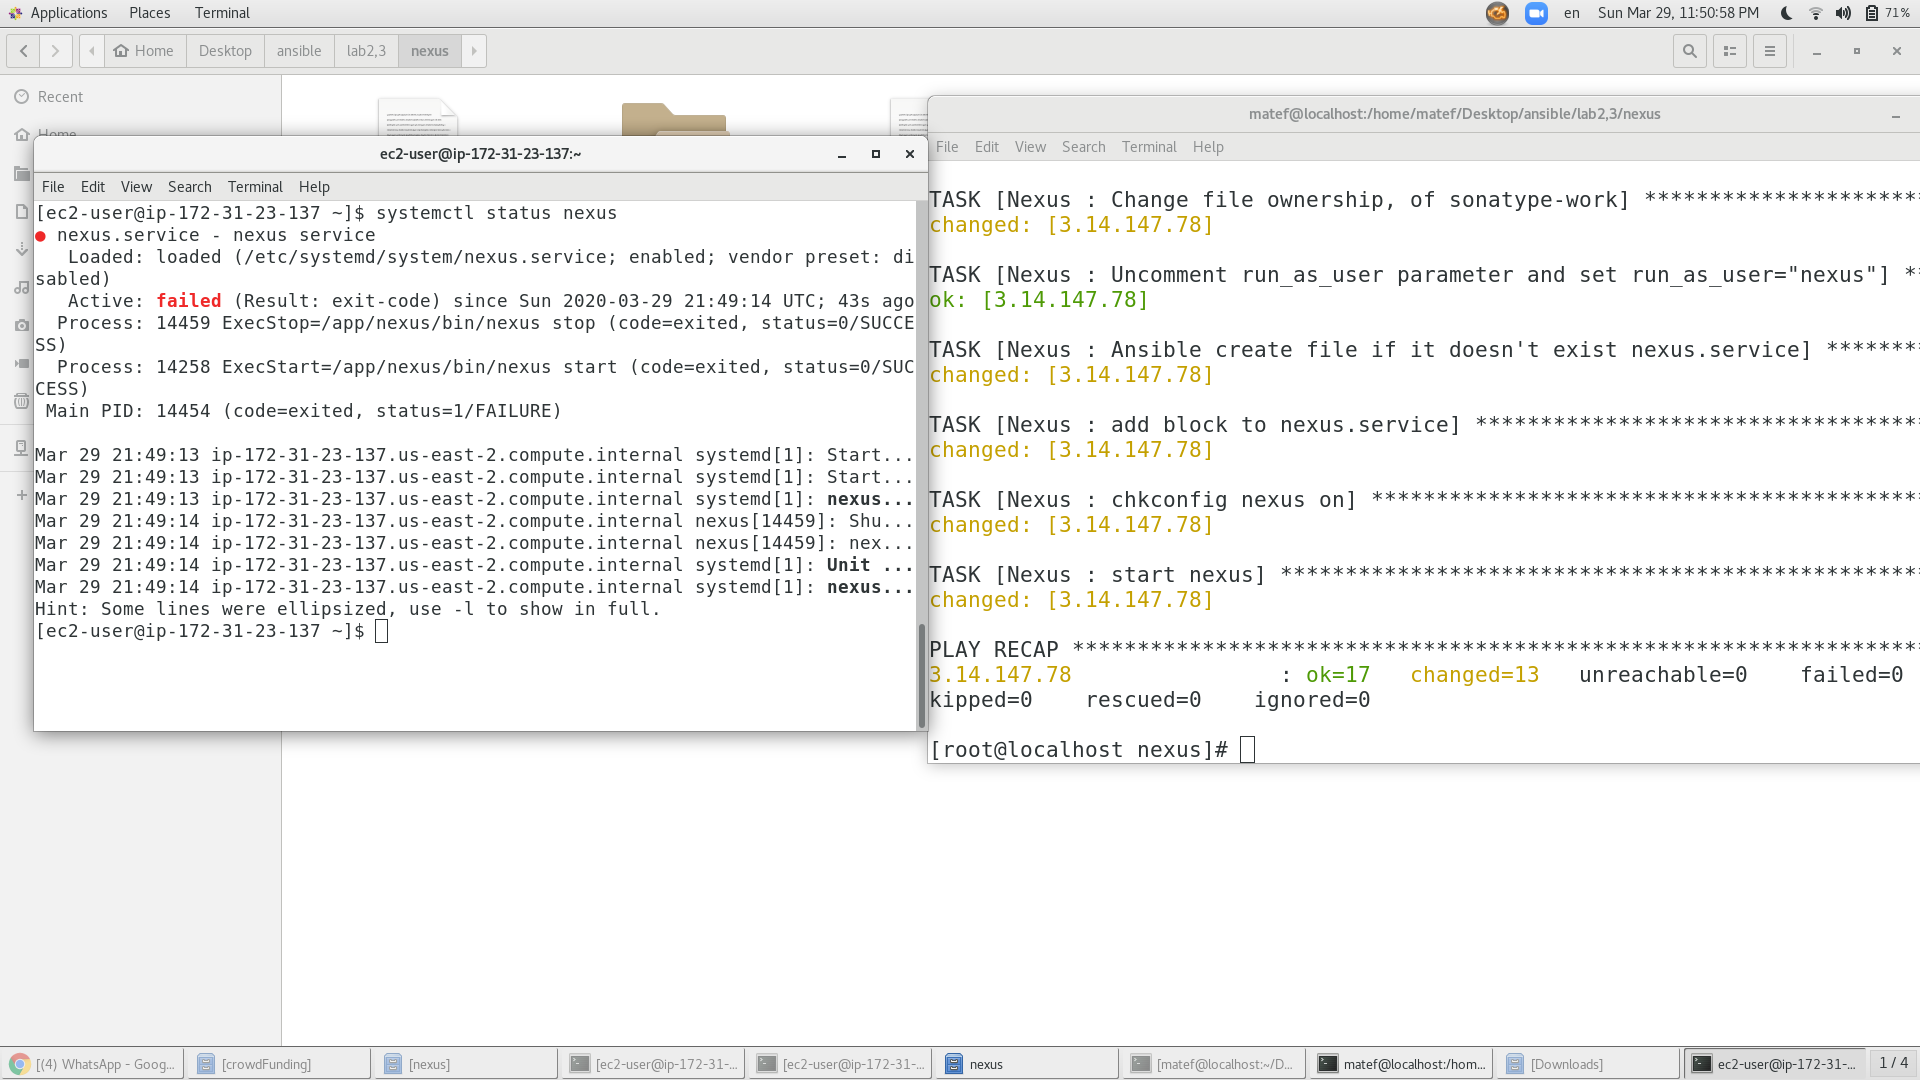 Applications Places Terminal
en Sun Mar 29, 11:50:58 PM 71%
Home Desktop ansible lab2,3 nexus
Recent
Home
ec2-user@ip-172-31-23-137:~
File Edit View Search Terminal Help
[ec2-user@ip-172-31-23-137 ~]$ systemctl status nexus
● nexus.service - nexus service
Loaded: loaded (/etc/systemd/system/nexus.service; enabled; vendor preset: di
sabled)
Active: failed (Result: exit-code) since Sun 2020-03-29 21:49:14 UTC; 43s ago
Process: 14459 ExecStop=/app/nexus/bin/nexus stop (code=exited, status=0/SUCCE
SS)
Process: 14258 ExecStart=/app/nexus/bin/nexus start (code=exited, status=0/SUC
CESS)
Main PID: 14454 (code=exited, status=1/FAILURE)
Mar 29 21:49:13 ip-172-31-23-137.us-east-2.compute.internal systemd[1]: Start...
Mar 29 21:49:13 ip-172-31-23-137.us-east-2.compute.internal systemd[1]: Start...
Mar 29 21:49:13 ip-172-31-23-137.us-east-2.compute.internal systemd[1]: nexus...
Mar 29 21:49:14 ip-172-31-23-137.us-east-2.compute.internal nexus[14459]: Shu...
Mar 29 21:49:14 ip-172-31-23-137.us-east-2.compute.internal nexus[14459]: nex...
Mar 29 21:49:14 ip-172-31-23-137.us-east-2.compute.internal systemd[1]: Unit ...
Mar 29 21:49:14 ip-172-31-23-137.us-east-2.compute.internal systemd[1]: nexus...
Hint: Some lines were ellipsized, use -l to show in full.
[ec2-user@ip-172-31-23-137 ~]$
matef@localhost:/home/matef/Desktop/ansible/lab2,3/nexus
File Edit View Search Terminal Help
TASK [Nexus : Change file ownership, of sonatype-work] *********************
changed: [3.14.147.78]
TASK [Nexus : Uncomment run_as_user parameter and set run_as_user="nexus"] **
ok: [3.14.147.78]
TASK [Nexus : Ansible create file if it doesn't exist nexus.service] *******
changed: [3.14.147.78]
TASK [Nexus : add block to nexus.service] **********************************
changed: [3.14.147.78]
TASK [Nexus : chkconfig nexus on] ******************************************
changed: [3.14.147.78]
TASK [Nexus : start nexus] *************************************************
changed: [3.14.147.78]
PLAY RECAP *****************************************************************
3.14.147.78 : ok=17 changed=13 unreachable=0 failed=0
kipped=0 rescued=0 ignored=0
[root@localhost nexus]#
[(4) WhatsApp - Goog... [crowdFunding] [nexus] [ec2-user@ip-172-31-... [ec2-user@ip-172-31-... nexus [matef@localhost:~/D... matef@localhost:/hom... [Downloads] ec2-user@ip-172-31-... 1 / 4